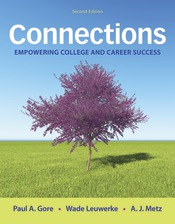 Second Edition
Connections
EMPOWERING COLLEGE AND CAREER SUCCESS
Paul A. Gore • Wade Leuwerke • A. J. Metz